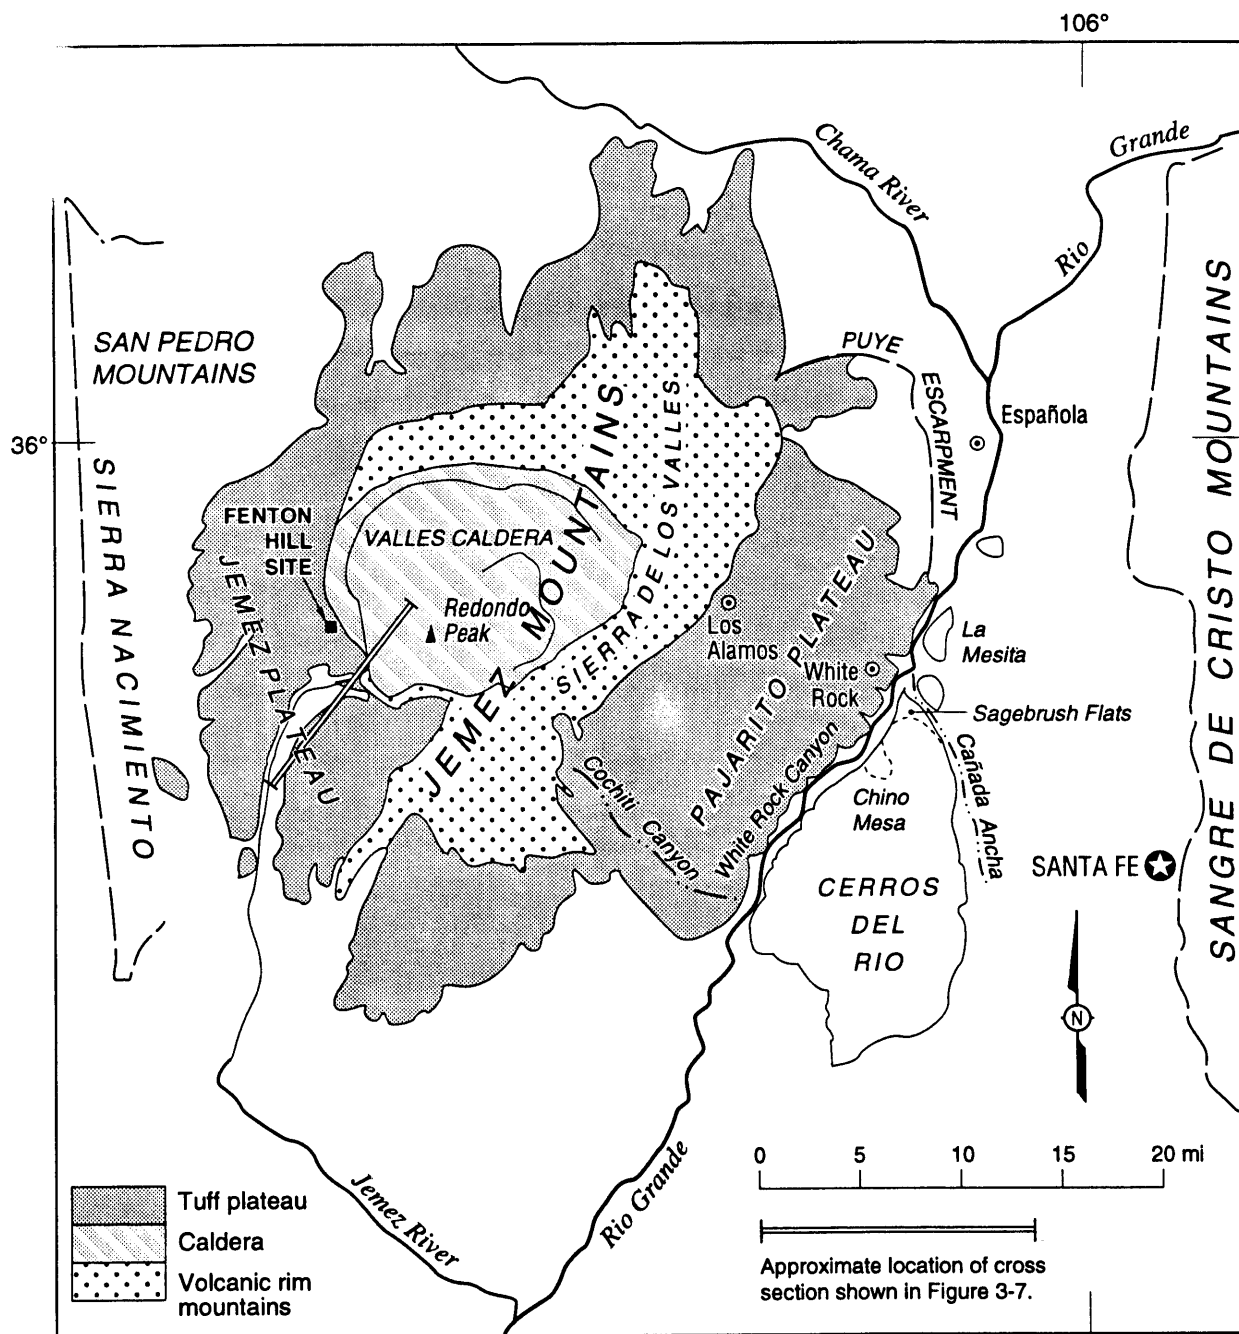 106°
Chama River
Grande
Rio
SAN PEDRO
MOUNTAINS
PUYE
ESCARPMENT
Española
36°
SIERRA NACIMIENTO
FENTON
HILL
SITE
VALLES CALDERA
JEMEZ MOUNTAINS
SIERRA DE LOS VALLES
JEMEZ PLATEAU
Redondo
Peak
Los
Alamos
PAJARITO PLATEAU
White
Rock
La
Mesita
Sagebrush Flats
SANGRE DE CRISTO MOUNTAINS
Cochiti Canyon
White Rock Canyon
Chino
Mesa
Cañada Ancha
SANTA FE
CERROS
DEL
RIO
N
0 5 10 15 20 mi
Jemez River
Rio Grande
Tuff plateau
Caldera
Volcanic rim
mountains
Approximate location of cross
section shown in Figure 3-7.